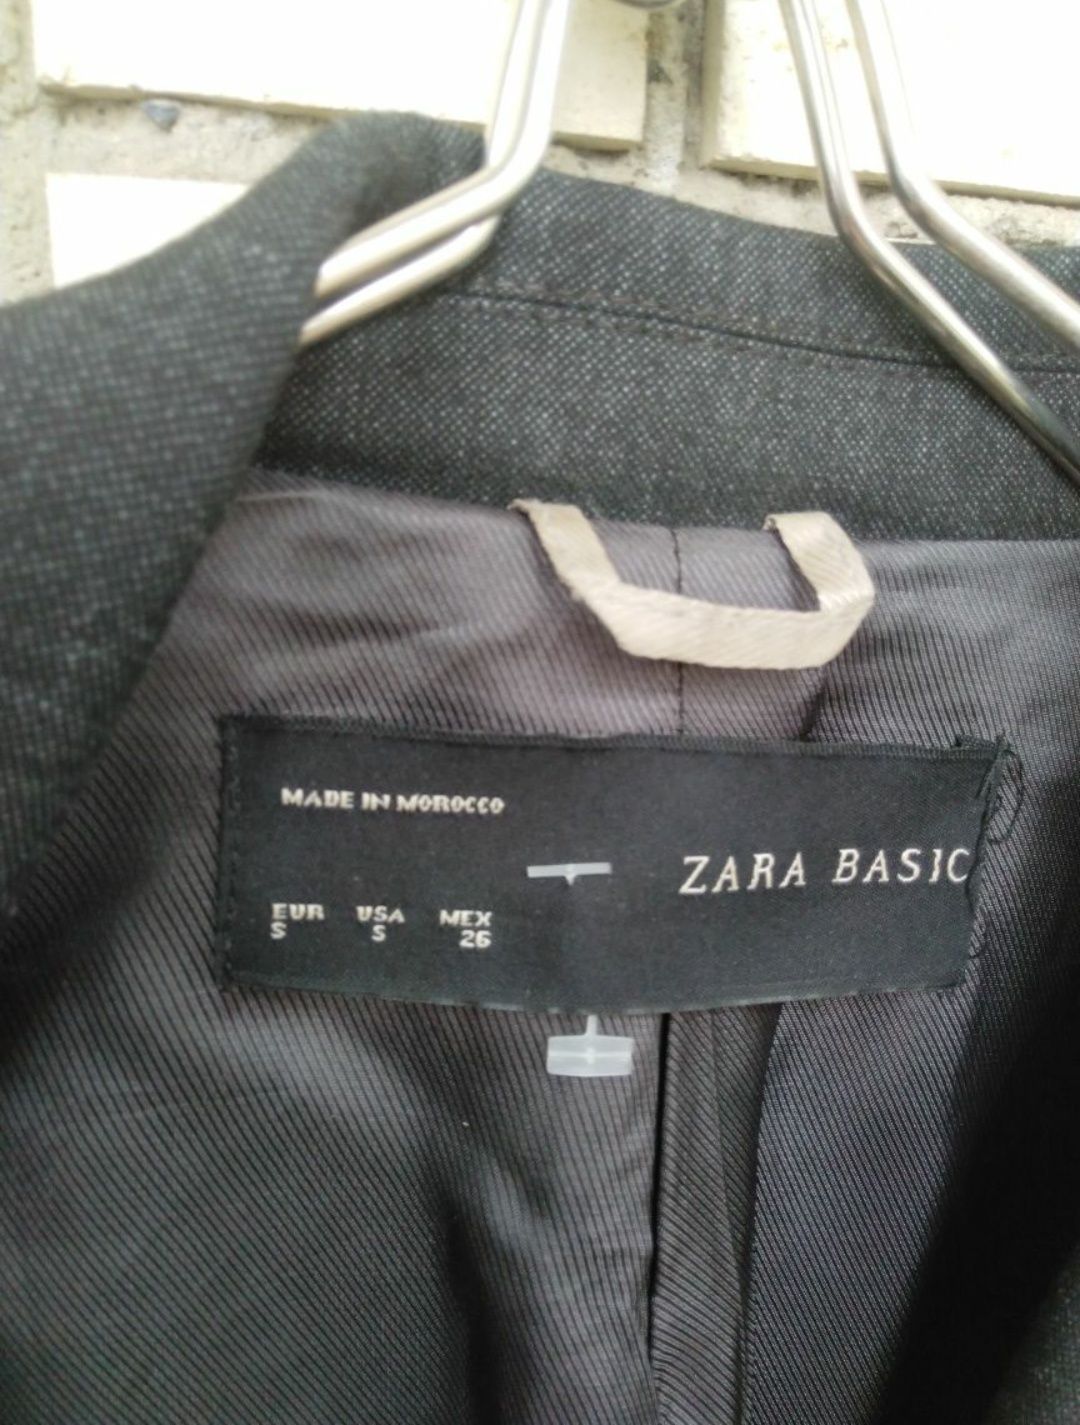 MADE IN MOROCCO
ZARA BASIC
EUR USA MEX
S S 26